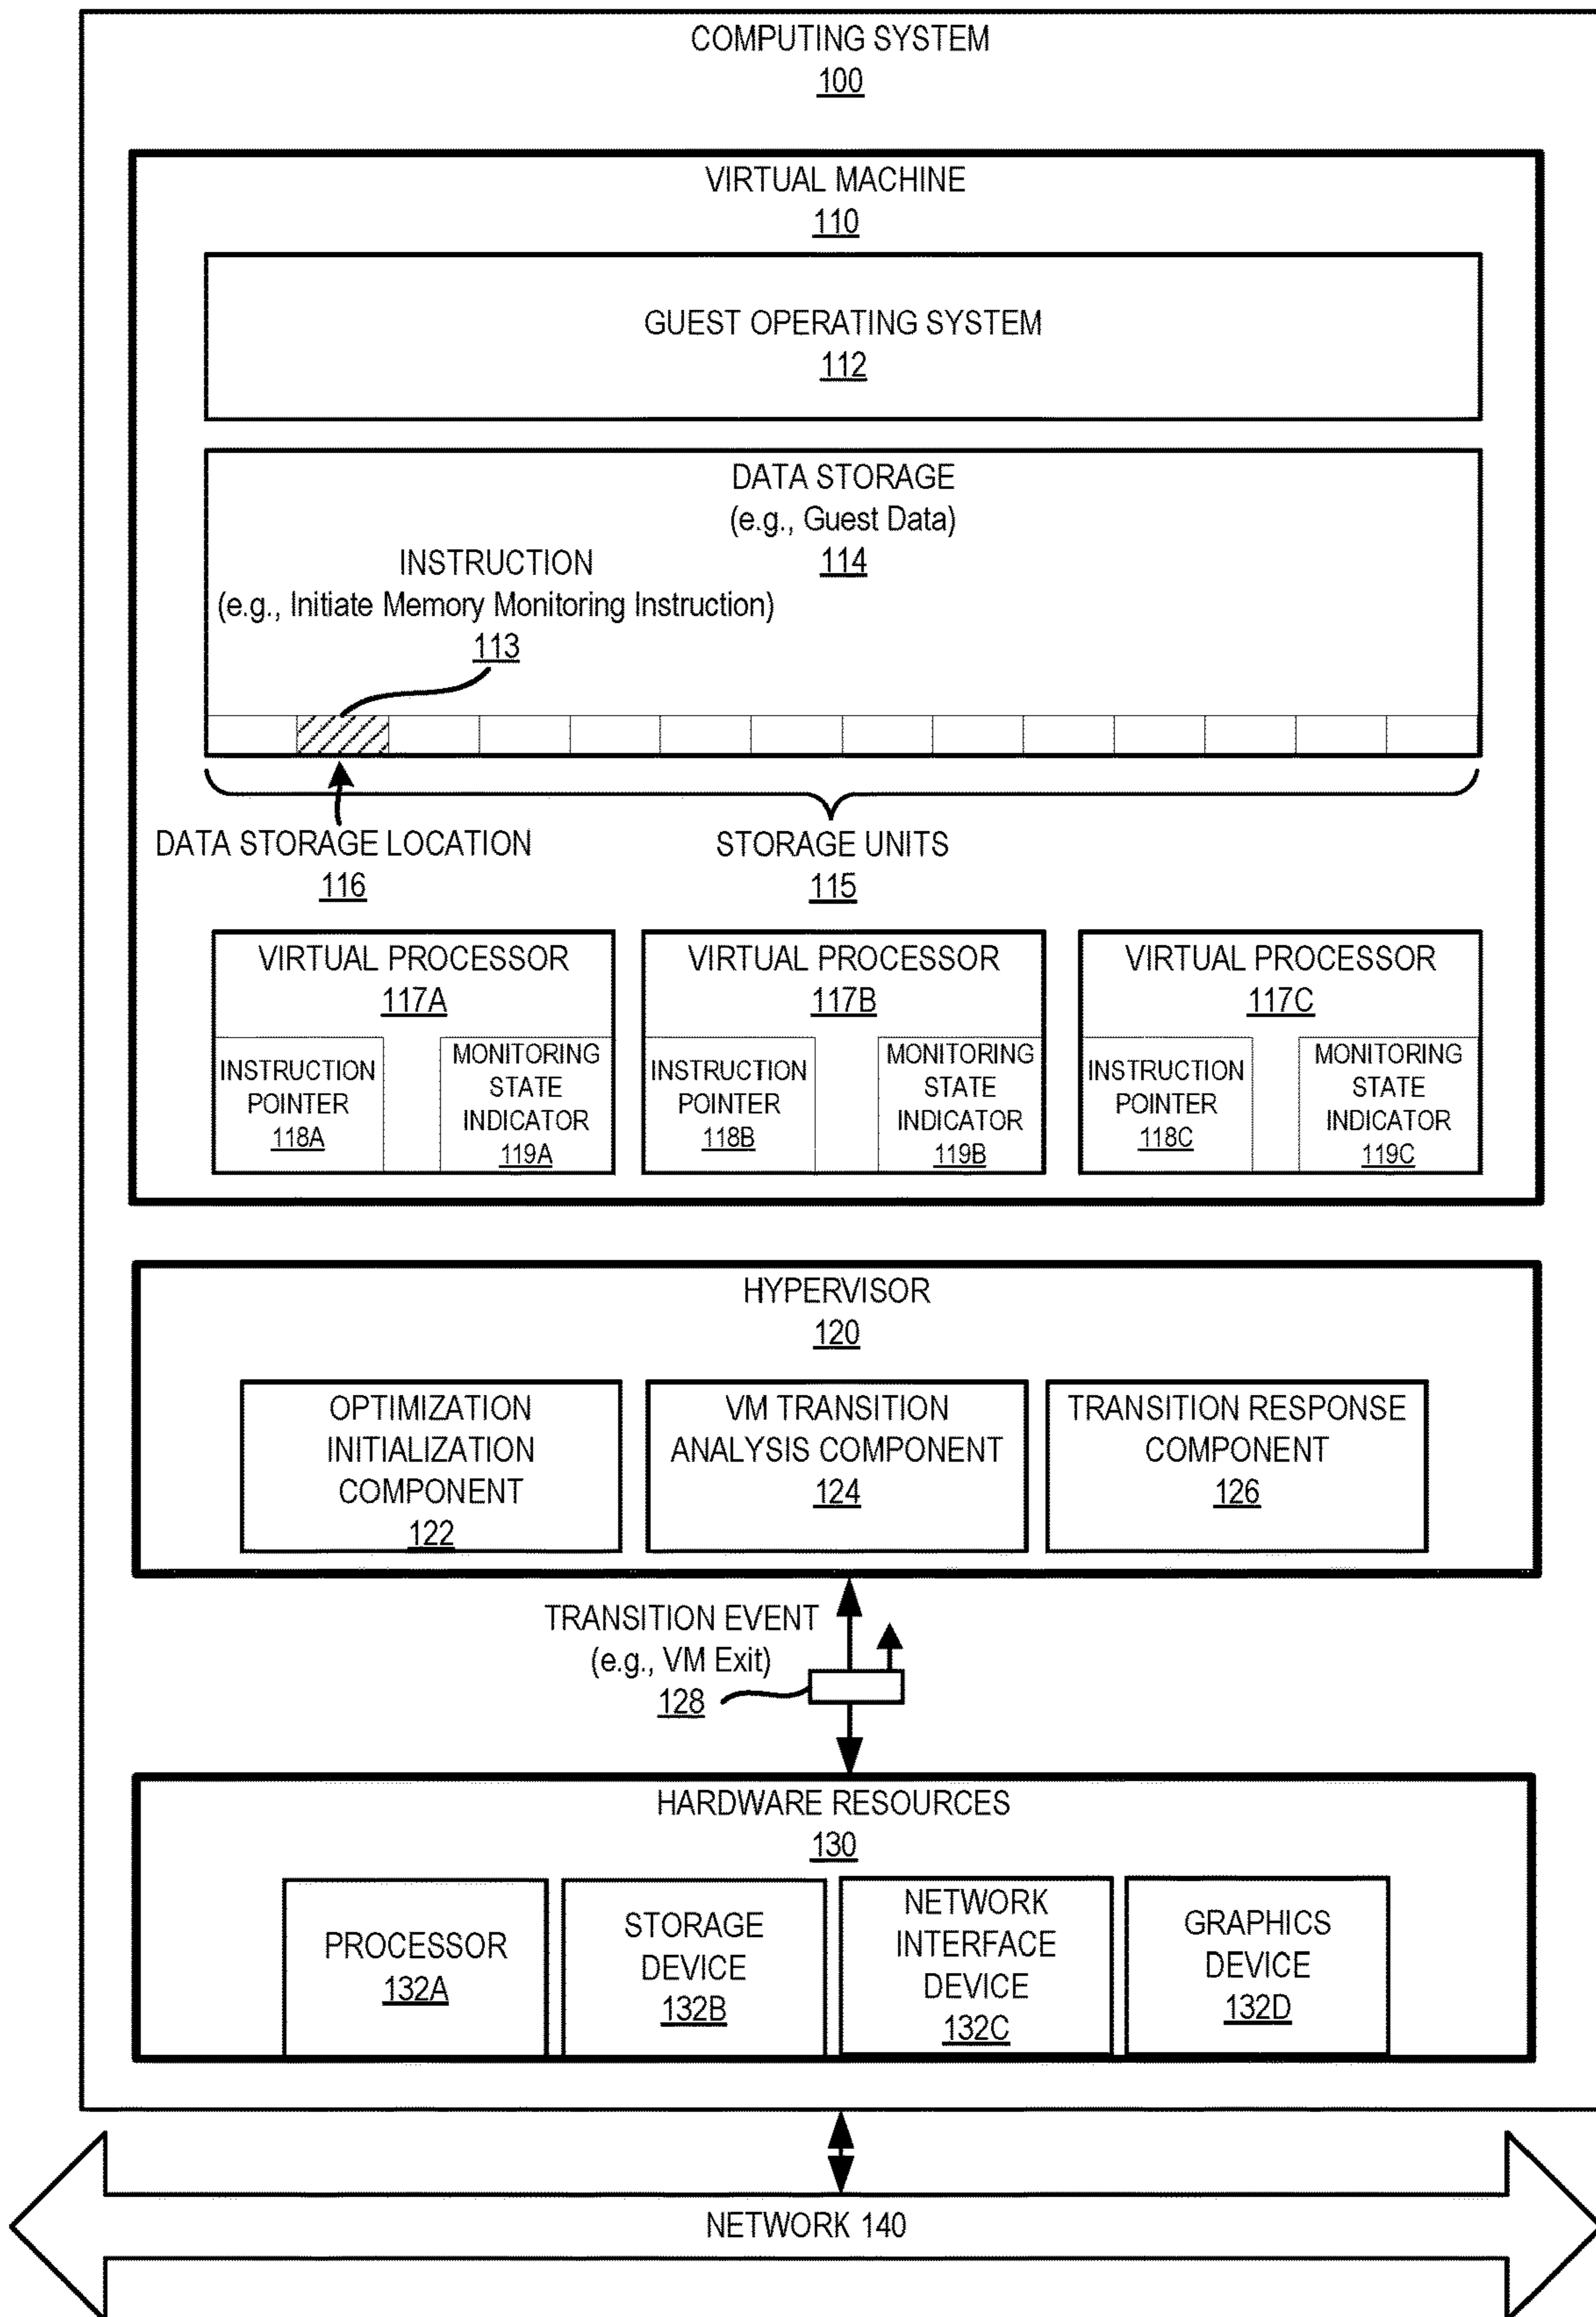 COMPUTING SYSTEM
100
VIRTUAL MACHINE
110
GUEST OPERATING SYSTEM
112
DATA STORAGE
(e.g., Guest Data)
114
INSTRUCTION
(e.g., Initiate Memory Monitoring Instruction)
113
DATA STORAGE LOCATION
116
STORAGE UNITS
115
VIRTUAL PROCESSOR
117A
INSTRUCTION
POINTER
118A
MONITORING
STATE
INDICATOR
119A
VIRTUAL PROCESSOR
117B
INSTRUCTION
POINTER
118B
MONITORING
STATE
INDICATOR
119B
VIRTUAL PROCESSOR
117C
INSTRUCTION
POINTER
118C
MONITORING
STATE
INDICATOR
119C
HYPERVISOR
120
OPTIMIZATION
INITIALIZATION
COMPONENT
122
VM TRANSITION
ANALYSIS COMPONENT
124
TRANSITION RESPONSE
COMPONENT
126
TRANSITION EVENT
(e.g., VM Exit)
128
HARDWARE RESOURCES
130
PROCESSOR
132A
STORAGE
DEVICE
132B
NETWORK
INTERFACE
DEVICE
132C
GRAPHICS
DEVICE
132D
NETWORK 140